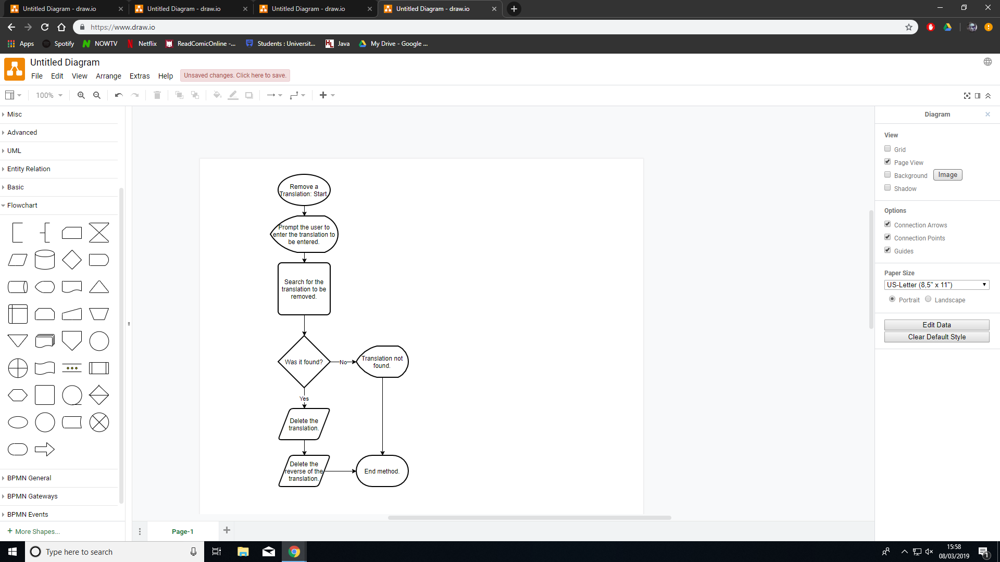 Untitled Diagram - draw.io
Untitled Diagram - draw.io
Untitled Diagram - draw.io
Untitled Diagram - draw.io
https://www.draw.io
Apps
Spotify
NOWTV
Netflix
ReadComicOnline -...
Students : Universit...
HL
Java
My Drive - Google ...
Untitled Diagram
File
Edit
View
Arrange
Extras
Help
Unsaved changes. Click here to save.
100%
Misc
Advanced
UML
Entity Relation
Basic
Flowchart
BPMN General
BPMN Gateways
BPMN Events
+ More Shapes...
Remove a
Translation: Start
Prompt the user to
enter the translation to
be entered.
Search for the
translation to be
removed.
Was it found?
No
Translation not
found.
Yes
Delete the
translation.
Delete the
reverse of the
translation.
End method.
Page-1
Diagram
View
Grid
Page View
Background
Image
Shadow
Options
Connection Arrows
Connection Points
Guides
Paper Size
US-Letter (8,5" x 11")
Portrait
Landscape
Edit Data
Clear Default Style
Type here to search
15:58
08/03/2019
1